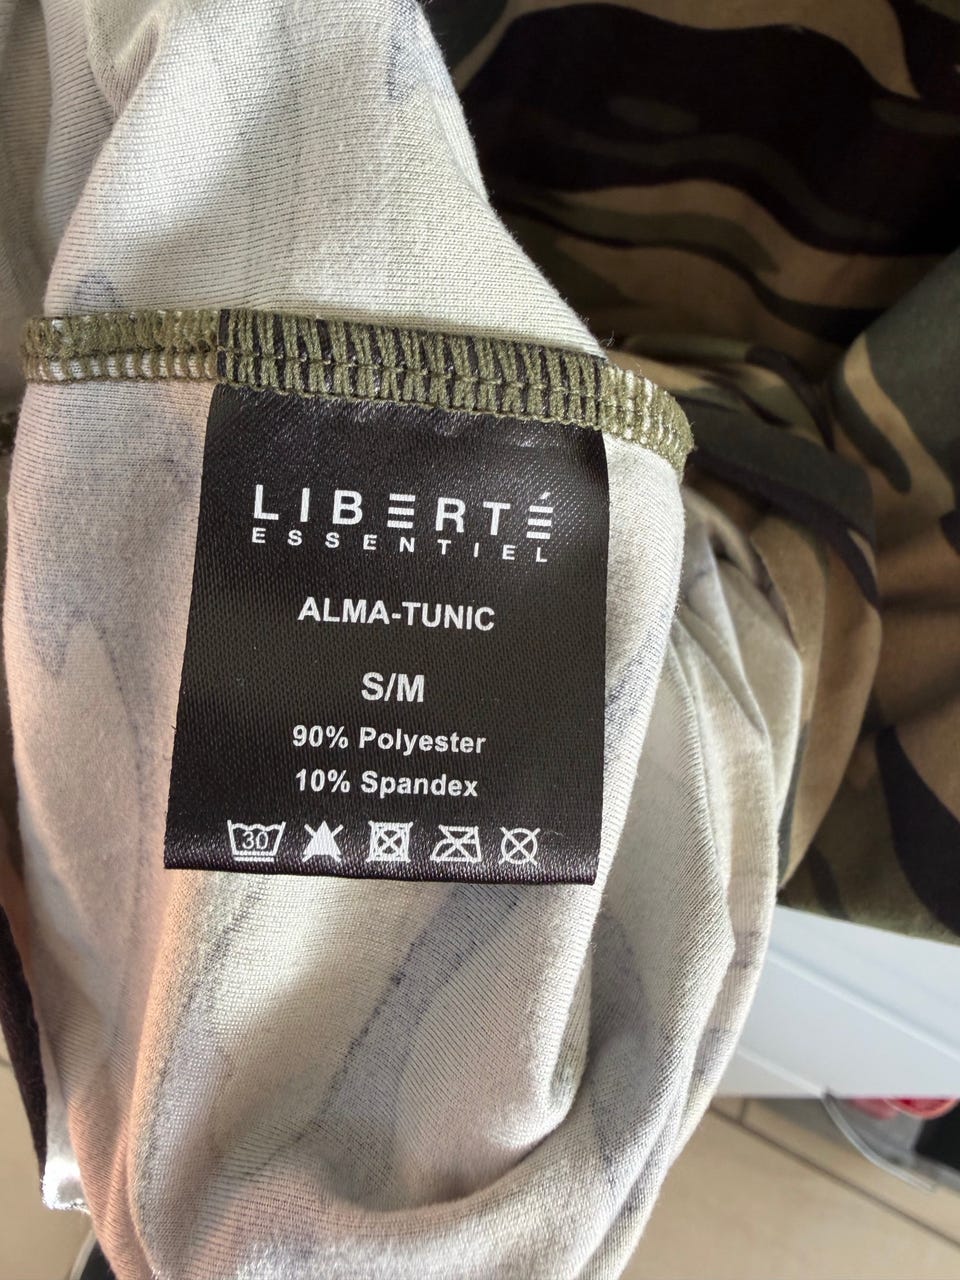 LIBERTÉ
ESSENTIEL
ALMA-TUNIC
S/M
90% Polyester
10% Spandex
30